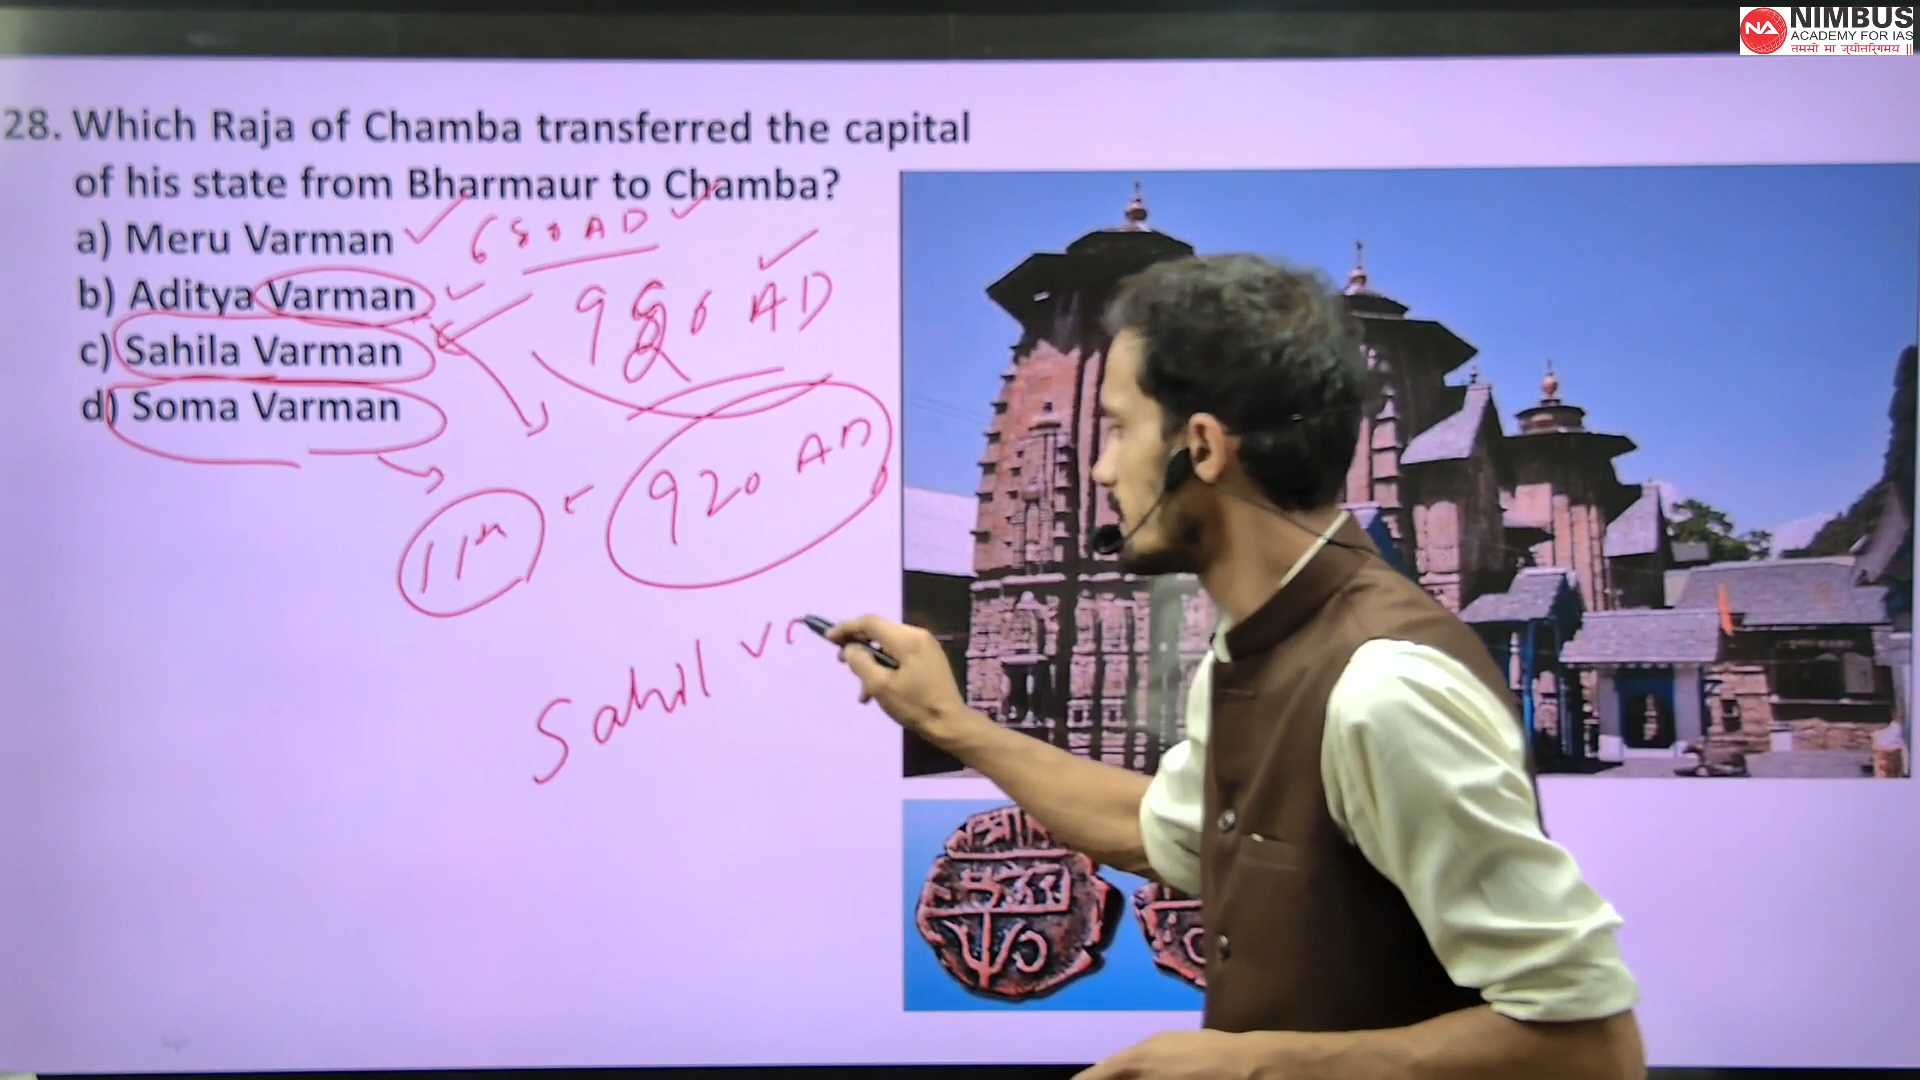 NIMBUS
ACADEMY FOR IAS
तमसो मा ज्योतिर्गमय ||
28. Which Raja of Chamba transferred the capital
of his state from Bharmaur to Chamba?
a) Meru Varman
680 AD
b) Aditya Varman
AD
c) Sahila Varman
d) Soma Varman
920 AD
11th
Sahil